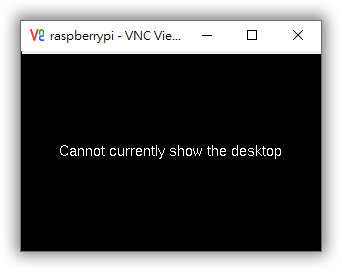 raspberrypi - VNC Vie...
Cannot currently show the desktop